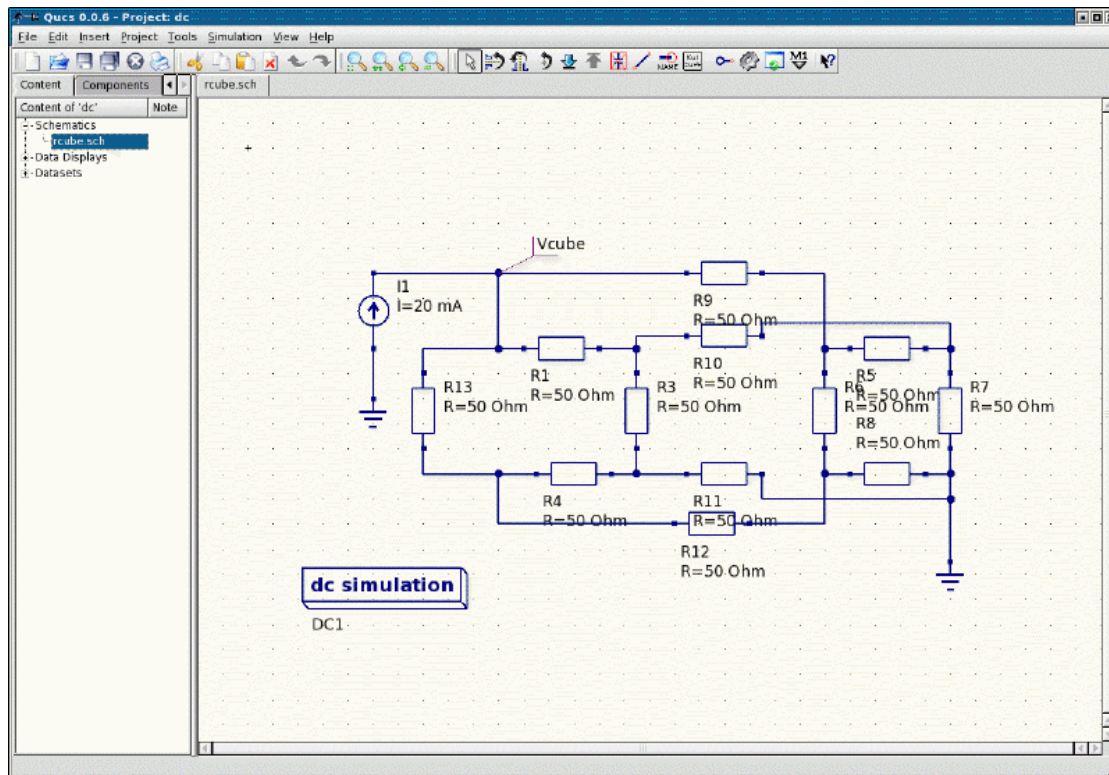 Qucs 0.0.6 - Project: dc
File Edit Insert Project Tools Simulation View Help
NAME
Content Components rcube.sch
Content of 'dc' Note
Schematics
rcube.sch
Data Displays
Datasets
Vcube
I1
I=20 mA
R9
R=50 Ohm
R10
R=50 Ohm
R13
R=50 Ohm
R1
R=50 Ohm
R3
R=50 Ohm
R5
R=50 Ohm
R6
R=50 Ohm
R7
R=50 Ohm
R8
R=50 Ohm
R4
R=50 Ohm
R11
R=50 Ohm
R12
R=50 Ohm
dc simulation
DC1